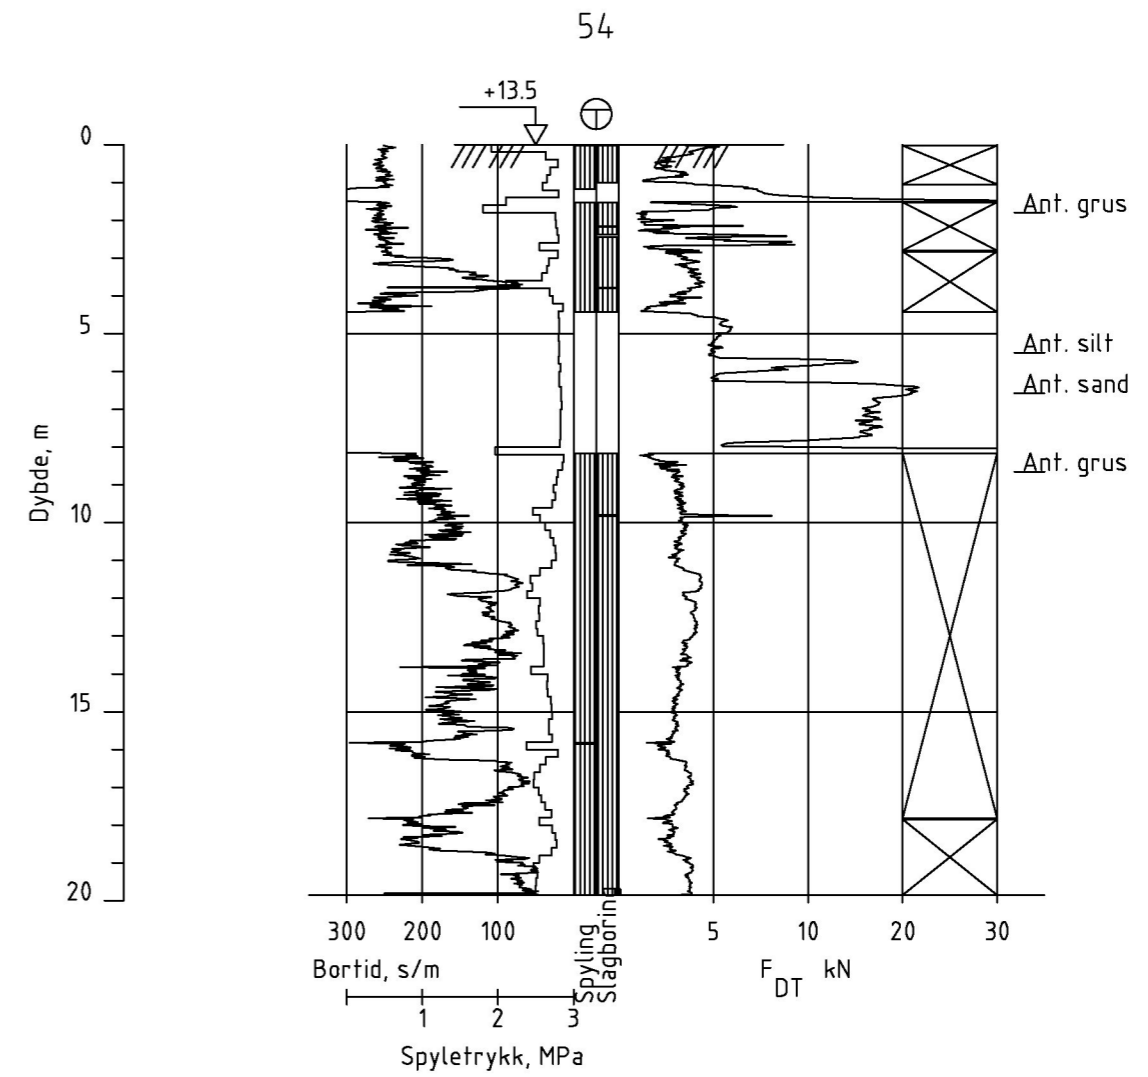 54
+13.5
0
Ant. grus
5
Ant. silt
Ant. sand
Dybde, m
Ant. grus
10
15
20
300 200 100 Spyling Slagboring 5 10 20 30
Bortid, s/m F DT kN
1 2 3
Spyletrykk, MPa